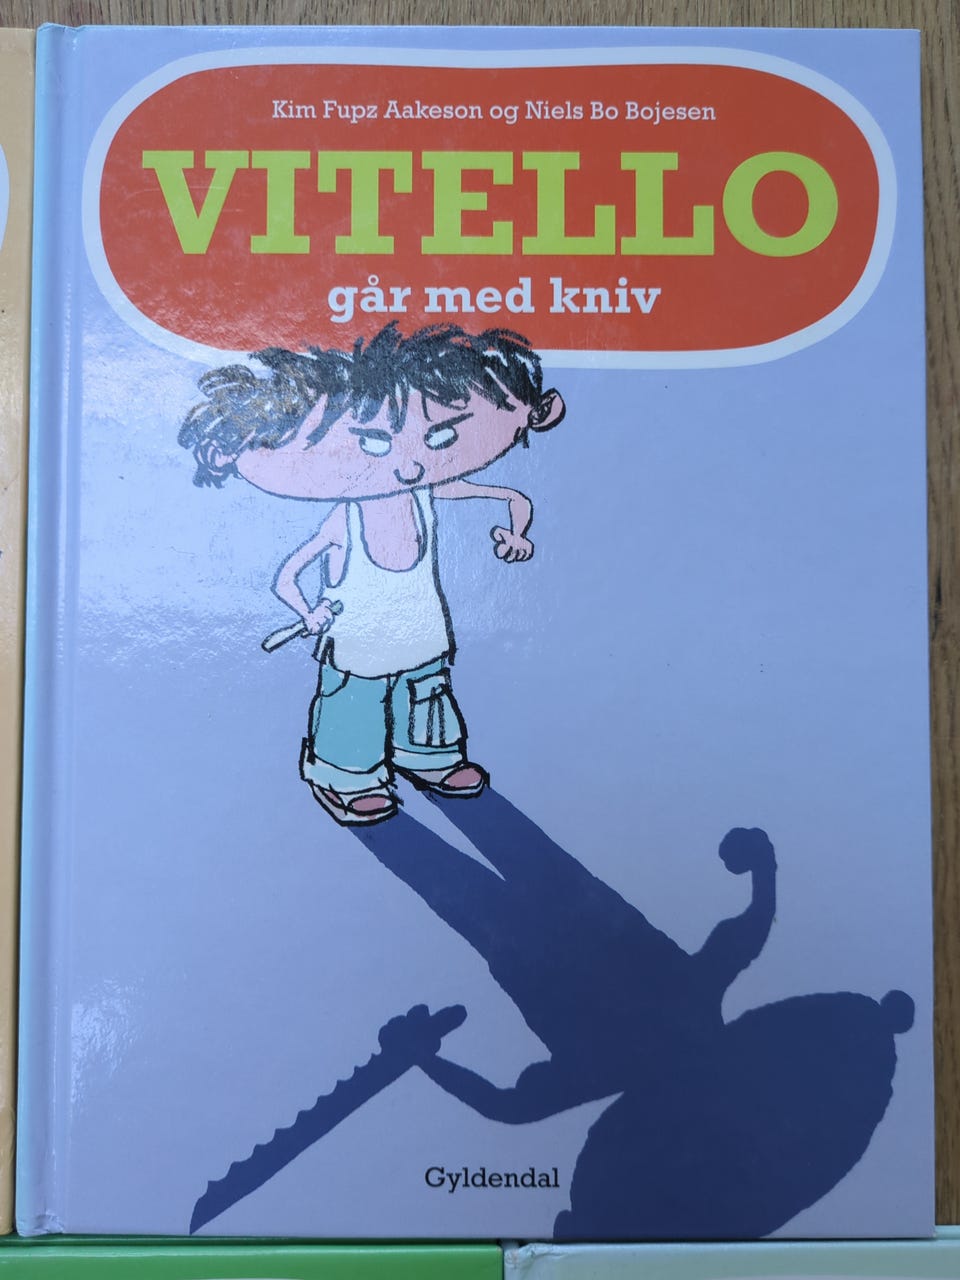 Kim Fupz Aakeson og Niels Bo Bojesen
VITELLO
går med kniv
Gyldendal